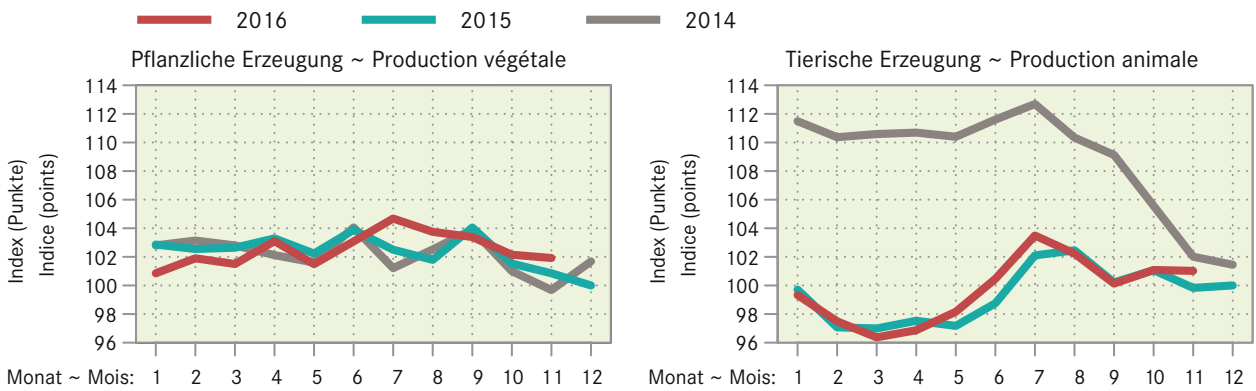 2016 2015 2014
Pflanzliche Erzeugung ~ Production végétale
Index (Punkte)
Indice (points)
114
112
110
108
106
104
102
100
98
96
Monat ~ Mois: 1 2 3 4 5 6 7 8 9 10 11 12
Tierische Erzeugung ~ Production animale
Index (Punkte)
Indice (points)
114
112
110
108
106
104
102
100
98
96
Monat ~ Mois: 1 2 3 4 5 6 7 8 9 10 11 12